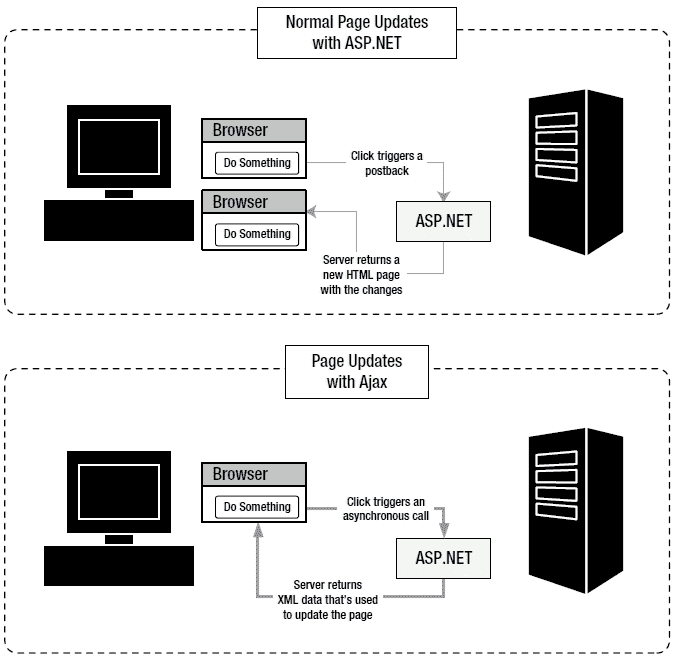 Normal Page Updates
with ASP.NET
Browser
Do Something
Click triggers a
postback
Browser
Do Something
ASP.NET
Server returns a
new HTML page
with the changes
Page Updates
with Ajax
Browser
Do Something
Click triggers an
asynchronous call
ASP.NET
Server returns
XML data that's used
to update the page